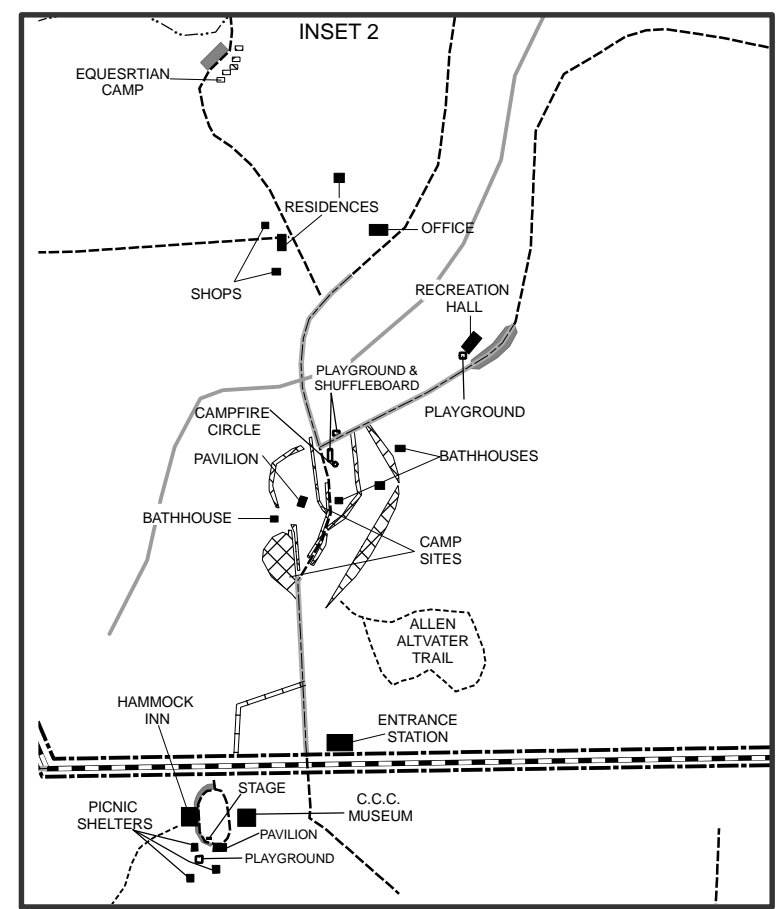 INSET 2
EQUESRTIAN
CAMP
RESIDENCES
OFFICE
SHOPS
RECREATION
HALL
PLAYGROUND &
SHUFFLEBOARD
PLAYGROUND
CAMPFIRE
CIRCLE
PAVILION
BATHHOUSES
BATHHOUSE
CAMP
SITES
ALLEN
ALTVATER
TRAIL
HAMMOCK
INN
ENTRANCE
STATION
STAGE
C.C.C.
MUSEUM
PICNIC
SHELTERS
PAVILION
PLAYGROUND